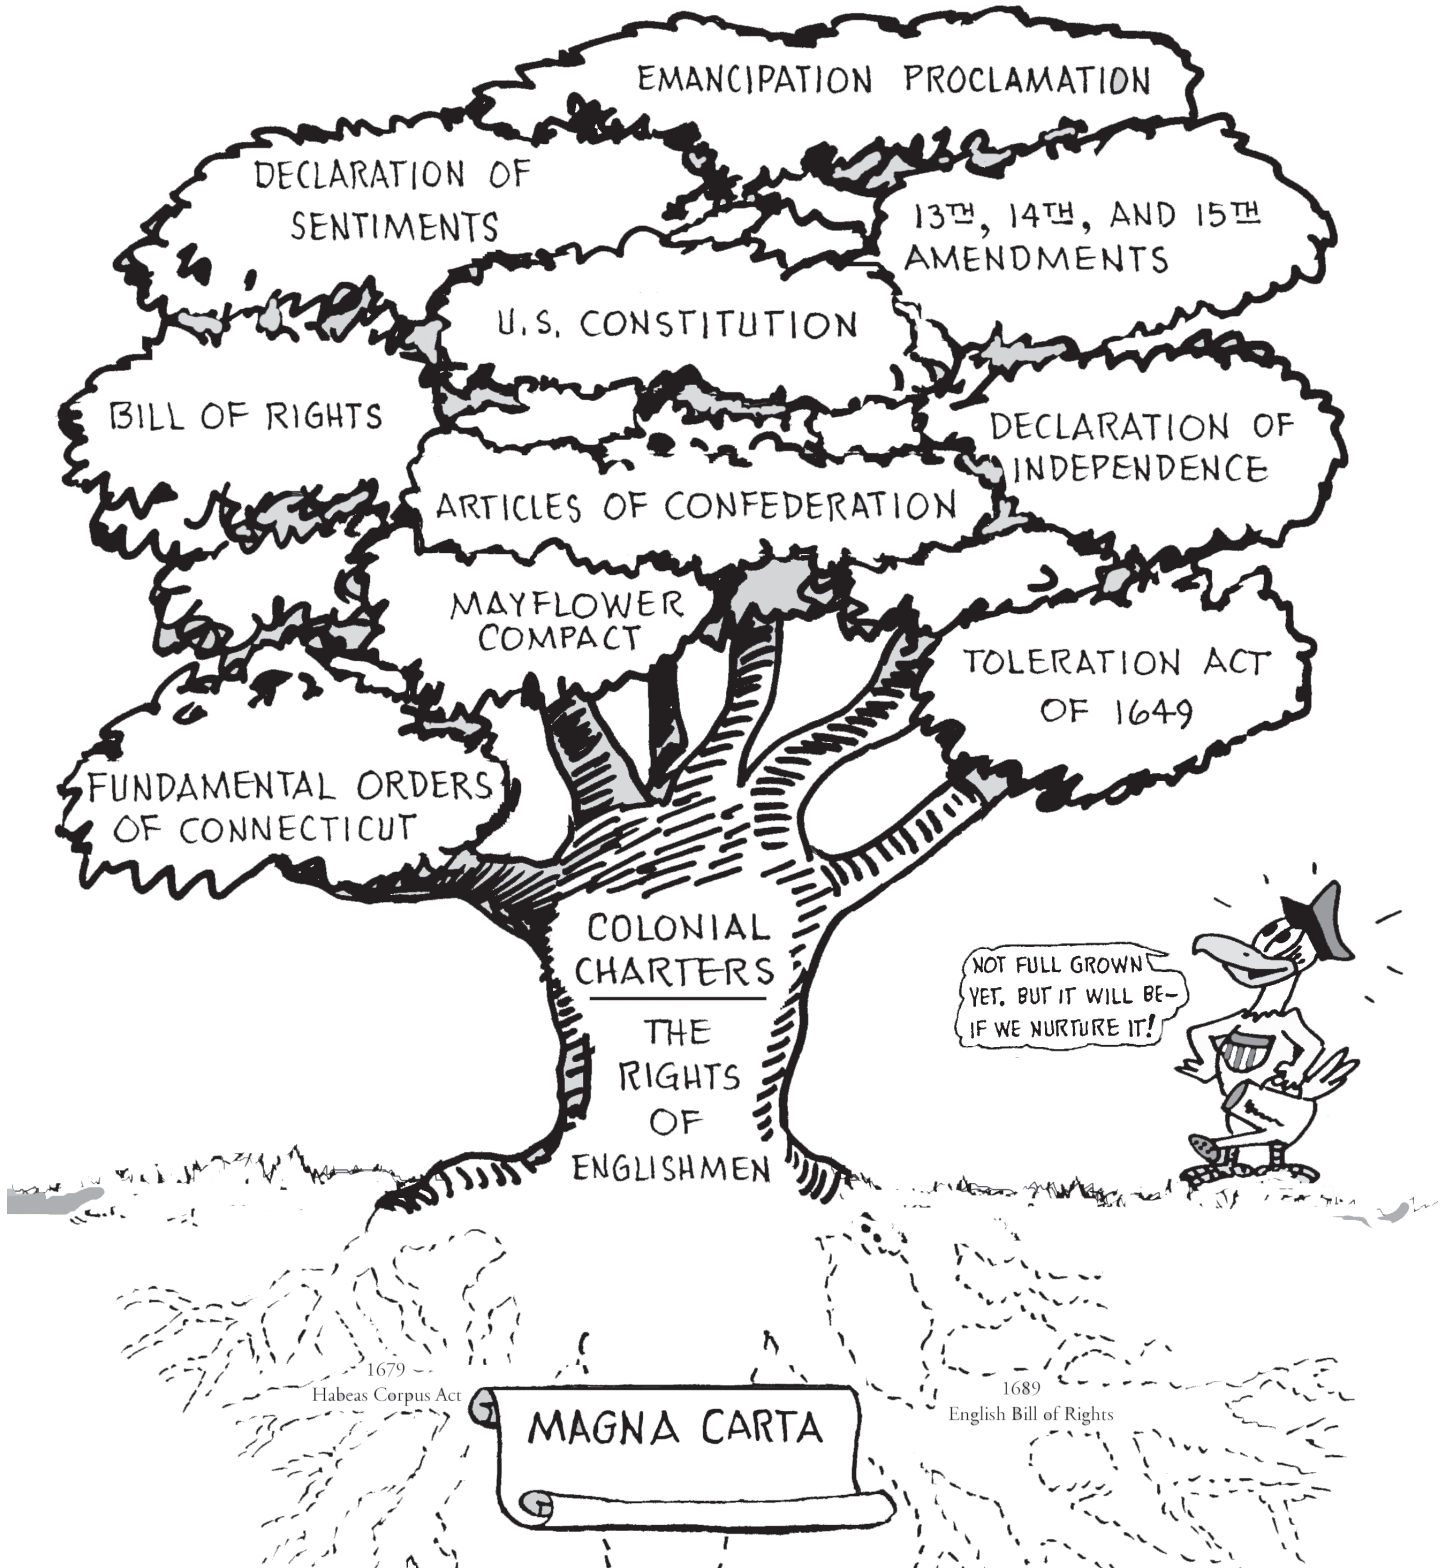 EMANCIPATION PROCLAMATION
DECLARATION OF
SENTIMENTS
13TH, 14TH, AND 15TH
AMENDMENTS
U.S. CONSTITUTION
BILL OF RIGHTS
DECLARATION OF
INDEPENDENCE
ARTICLES OF CONFEDERATION
MAYFLOWER
COMPACT
TOLERATION ACT
OF 1649
FUNDAMENTAL ORDERS
OF CONNECTICUT
COLONIAL
CHARTERS
THE
RIGHTS
OF
ENGLISHMEN
NOT FULL GROWN
YET. BUT IT WILL BE-
IF WE NURTURE IT!
1679
Habeas Corpus Act
1689
English Bill of Rights
MAGNA CARTA